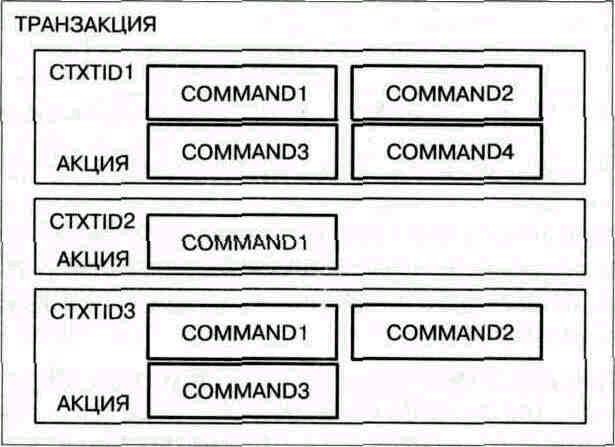 ТРАНЗАКЦИЯ
CTXTID1
COMMAND1 COMMAND2
COMMAND3 COMMAND4
АКЦИЯ
CTXTID2
COMMAND1
АКЦИЯ
CTXTID3
COMMAND1 COMMAND2
COMMAND3
АКЦИЯ